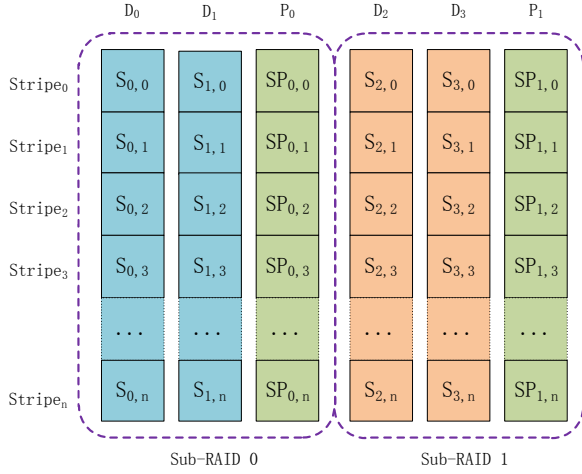 D₀ D₁ P₀ D₂ D₃ P₁
Stripe₀ S₀,₀ S₁,₀ SP₀,₀ S₂,₀ S₃,₀ SP₁,₀
Stripe₁ S₀,₁ S₁,₁ SP₀,₁ S₂,₁ S₃,₁ SP₁,₁
Stripe₂ S₀,₂ S₁,₂ SP₀,₂ S₂,₂ S₃,₂ SP₁,₂
Stripe₃ S₀,₃ S₁,₃ SP₀,₃ S₂,₃ S₃,₃ SP₁,₃
... ... ... ... ... ...
Stripeₙ S₀,ₙ S₁,ₙ SP₀,ₙ S₂,ₙ S₃,ₙ SP₁,ₙ
Sub-RAID 0 Sub-RAID 1